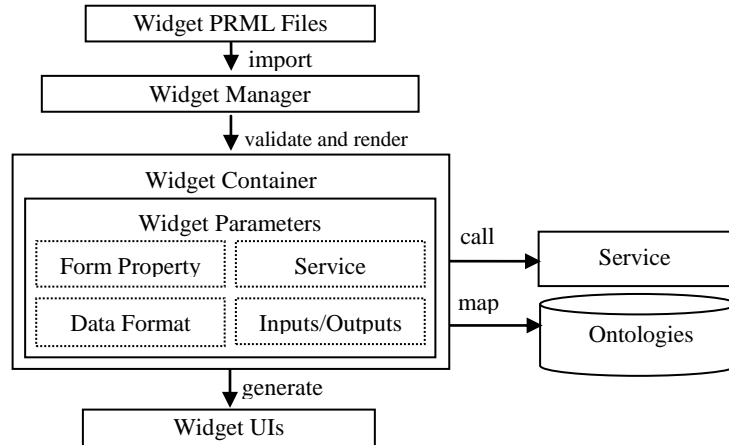 Widget PRML Files
import
Widget Manager
validate and render
Widget Container
Widget Parameters
Form Property
Service
Data Format
Inputs/Outputs
call
Service
map
Ontologies
generate
Widget UIs